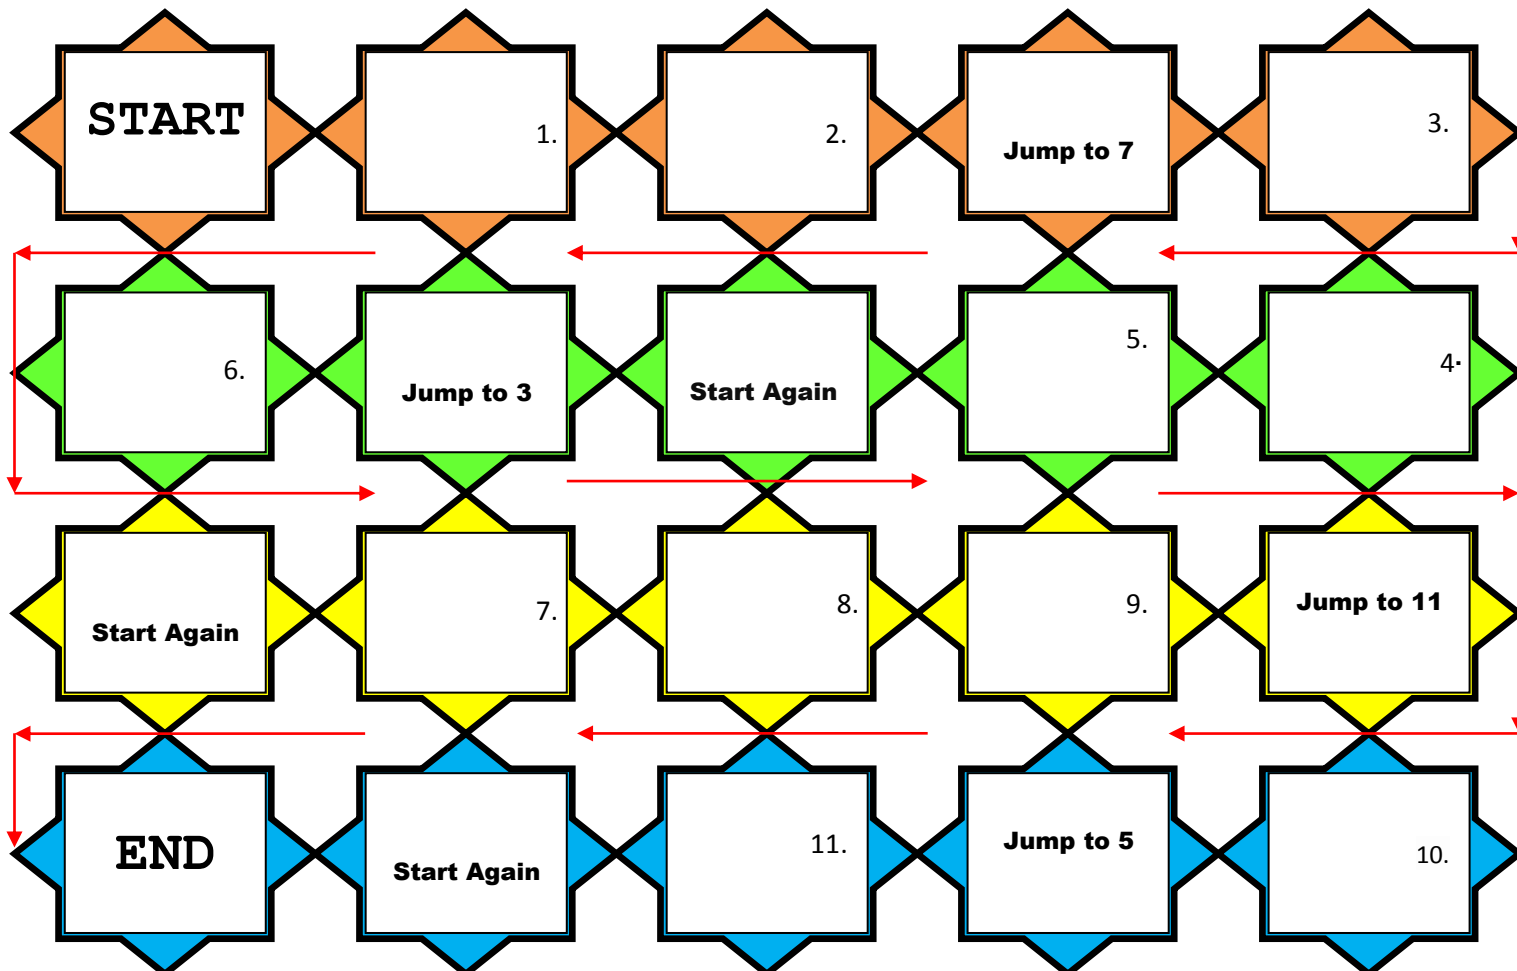 START
1.
2.
Jump to 7
3.
6.
Jump to 3
Start Again
5.
4.
Start Again
7.
8.
9.
Jump to 11
END
Start Again
11.
Jump to 5
10.